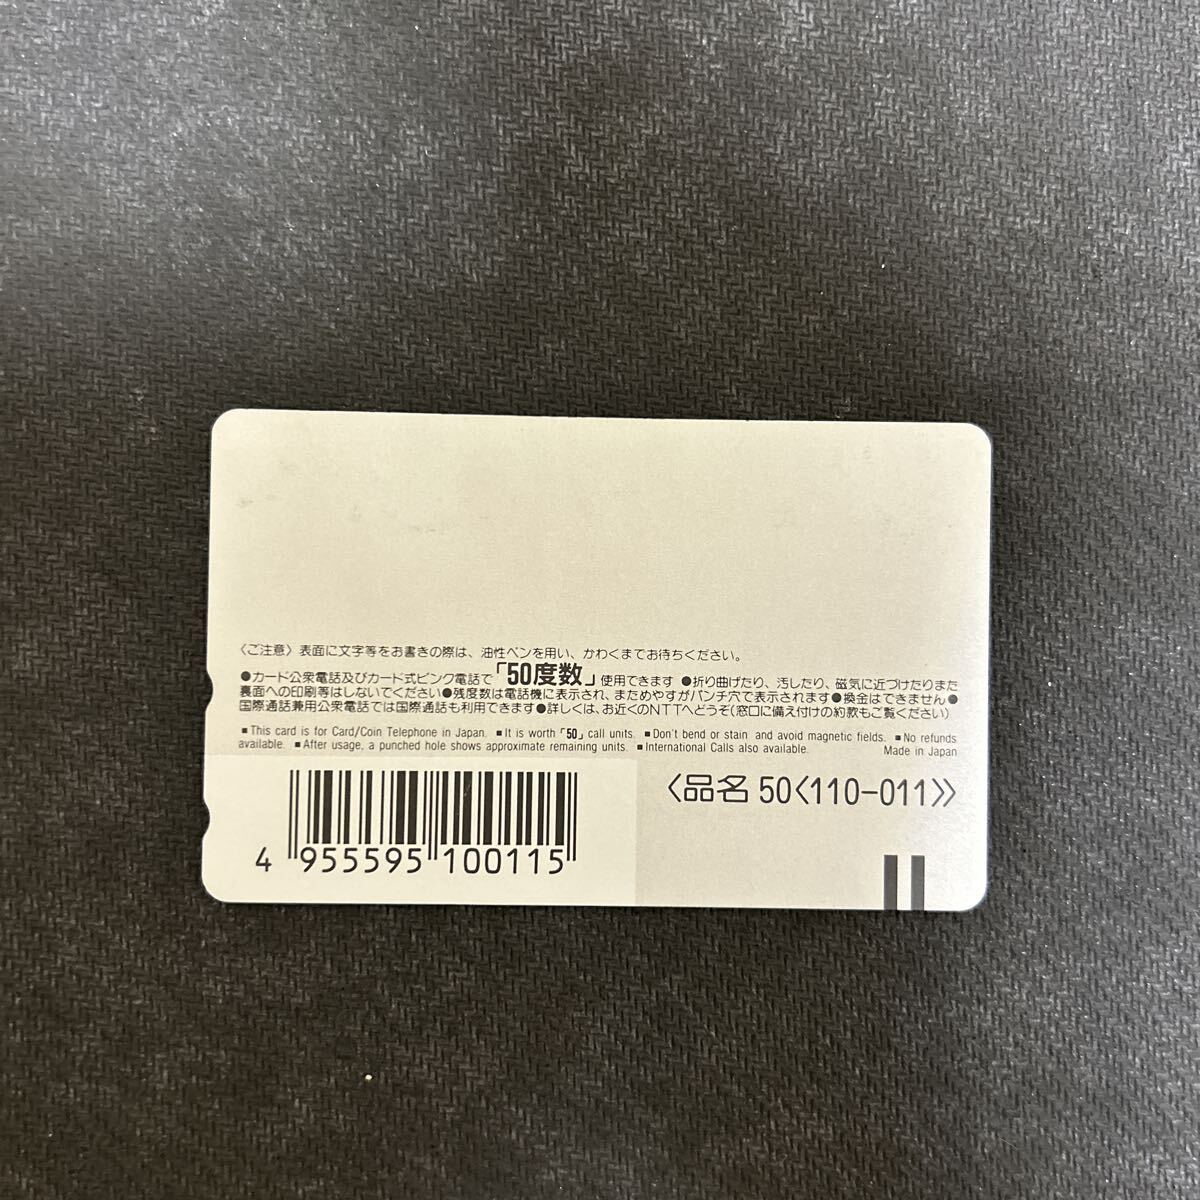 〈ご注意〉表面に文字等をお書きの際は、油性ペンを用い、かわくまでお待ちください。
●カード公衆電話及びカード式ピンク電話で「50度数」使用できます ●折り曲げたり、汚したり、磁気に近づけたりまた
裏面への印刷等はしないでください●残度数は電話機に表示され、まためやすがパンチ穴で表示されます●換金はできません●
国際通話兼用公衆電話では国際通話も利用できます●詳しくは、お近くのNTTへどうぞ(窓口に備え付けの約款もご覧ください)
■This card is for Card/Coin Telephone in Japan. ■It is worth「50」call units. ■Don't bend or stain and avoid magnetic fields. ■No refunds
available. ■After usage, a punched hole shows approximate remaining units. ■International Calls also available. Made in Japan
〈品名 50〈110-011〉〉
4 955595 100115